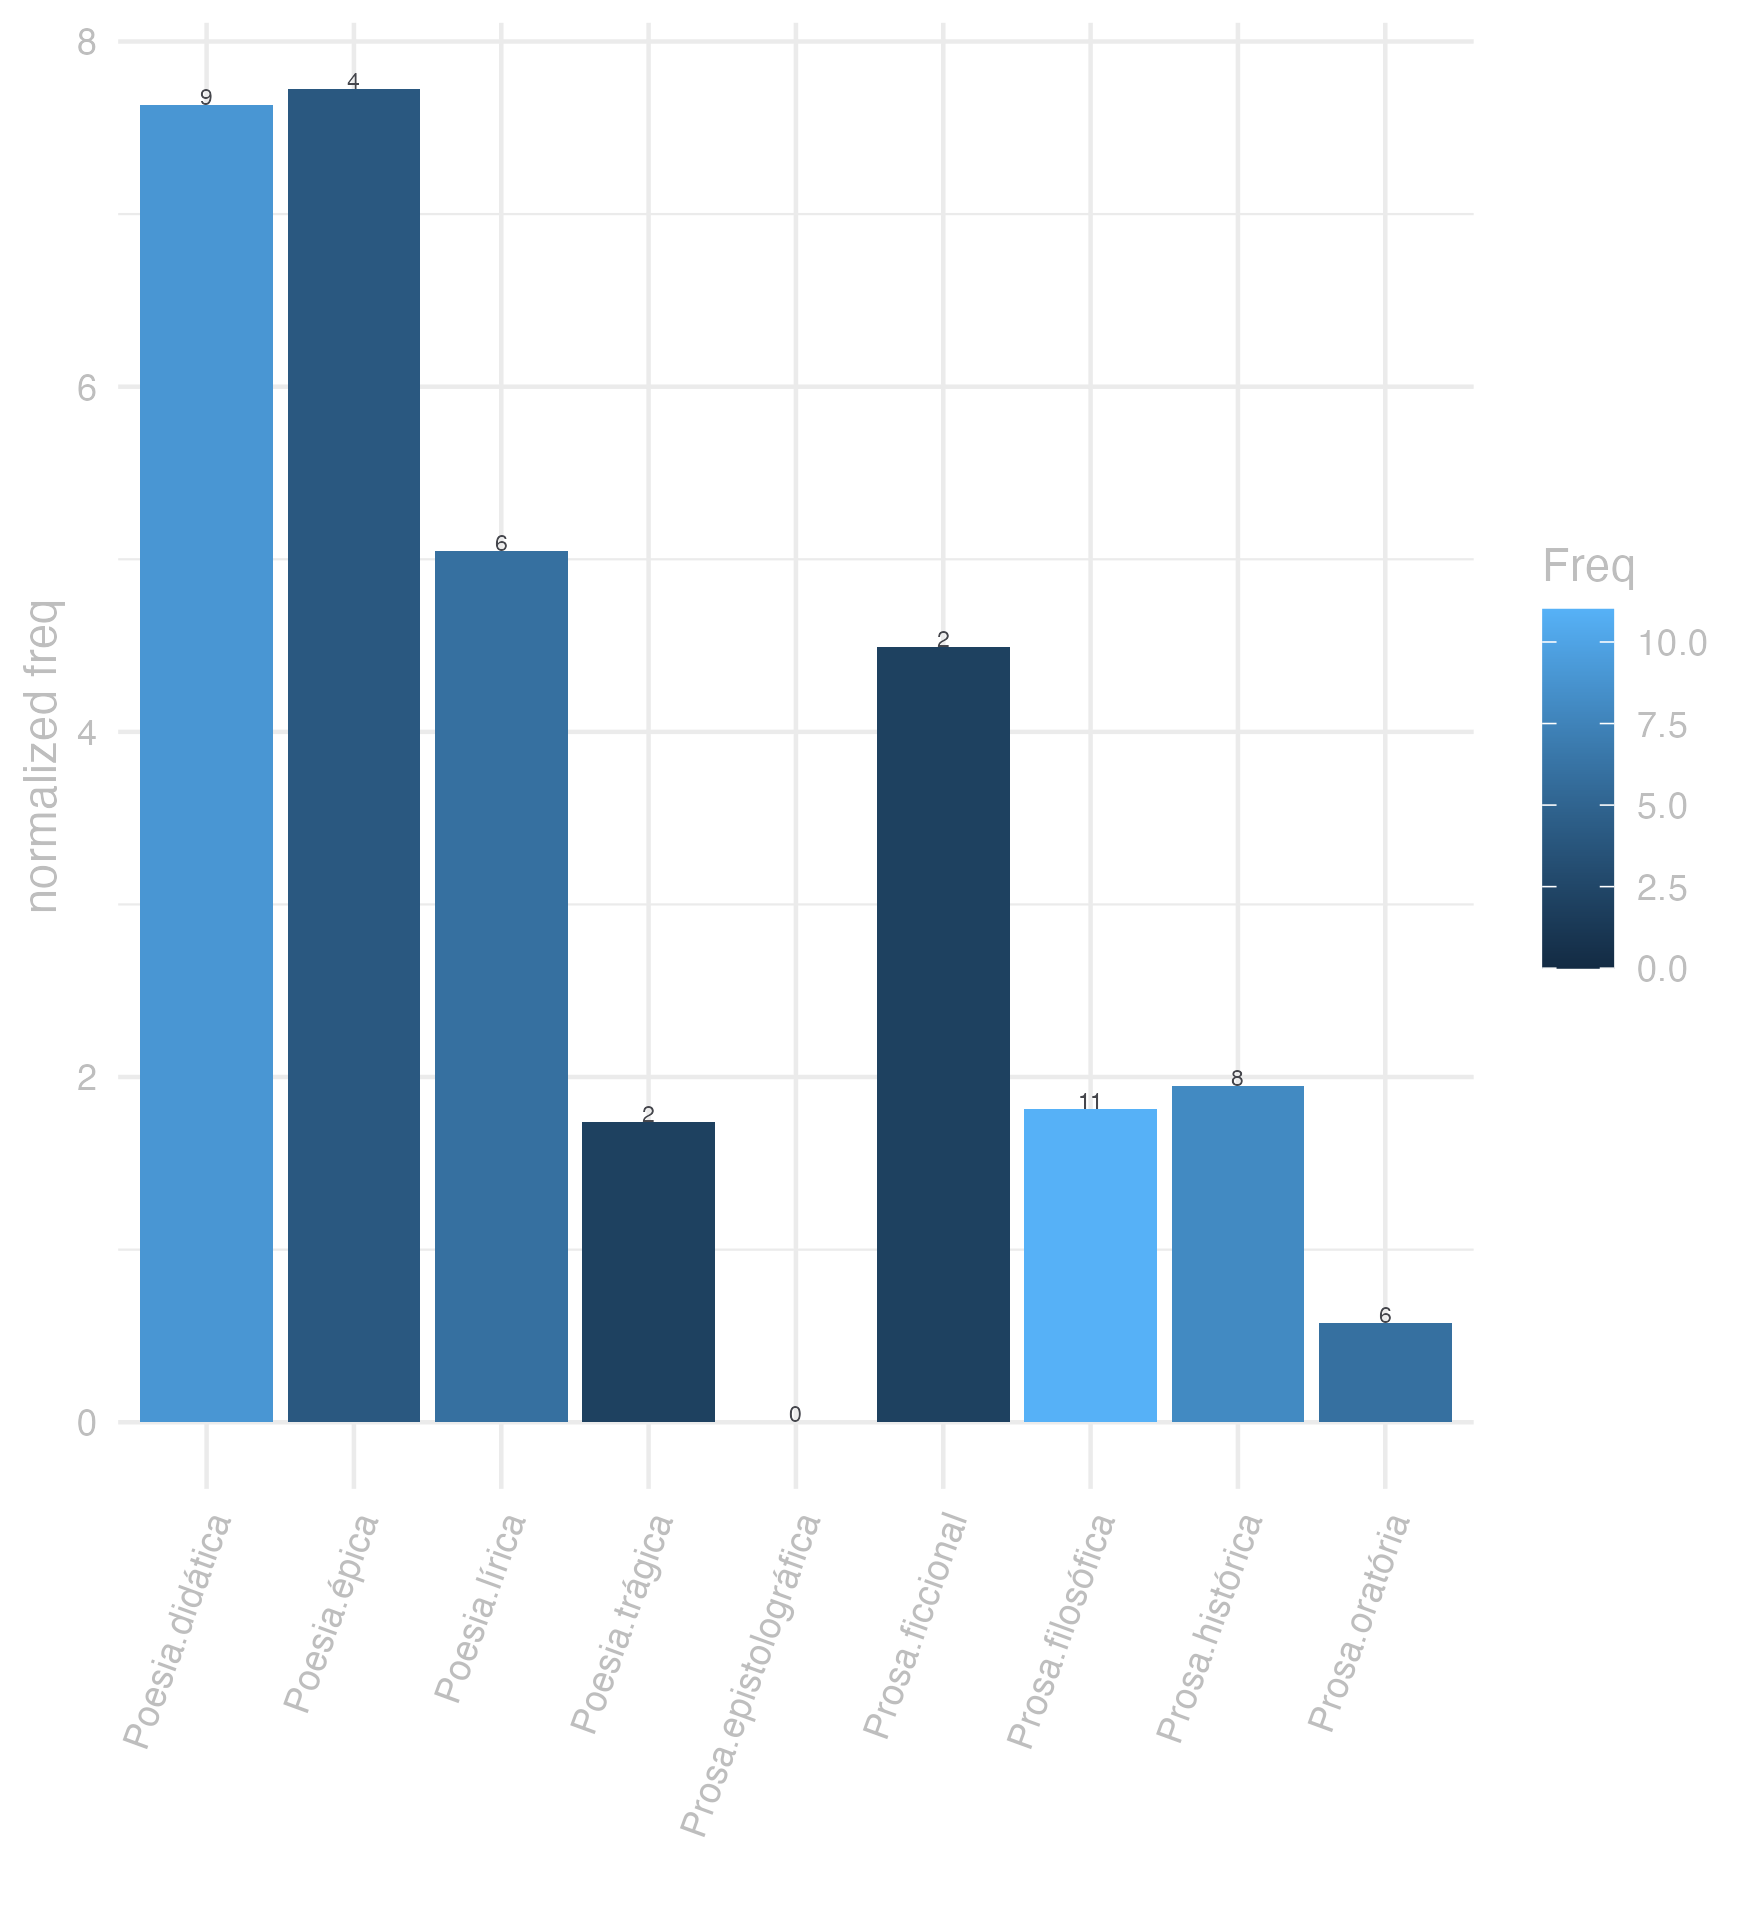 8
6
4
2
0
normalized freq
9
4
6
2
0
2
11
8
6
Poesia.didática
Poesia.épica
Poesia.lírica
Poesia.trágica
Prosa.epistolográfica
Prosa.ficcional
Prosa.filosófica
Prosa.histórica
Prosa.oratória
Freq
10.0
7.5
5.0
2.5
0.0